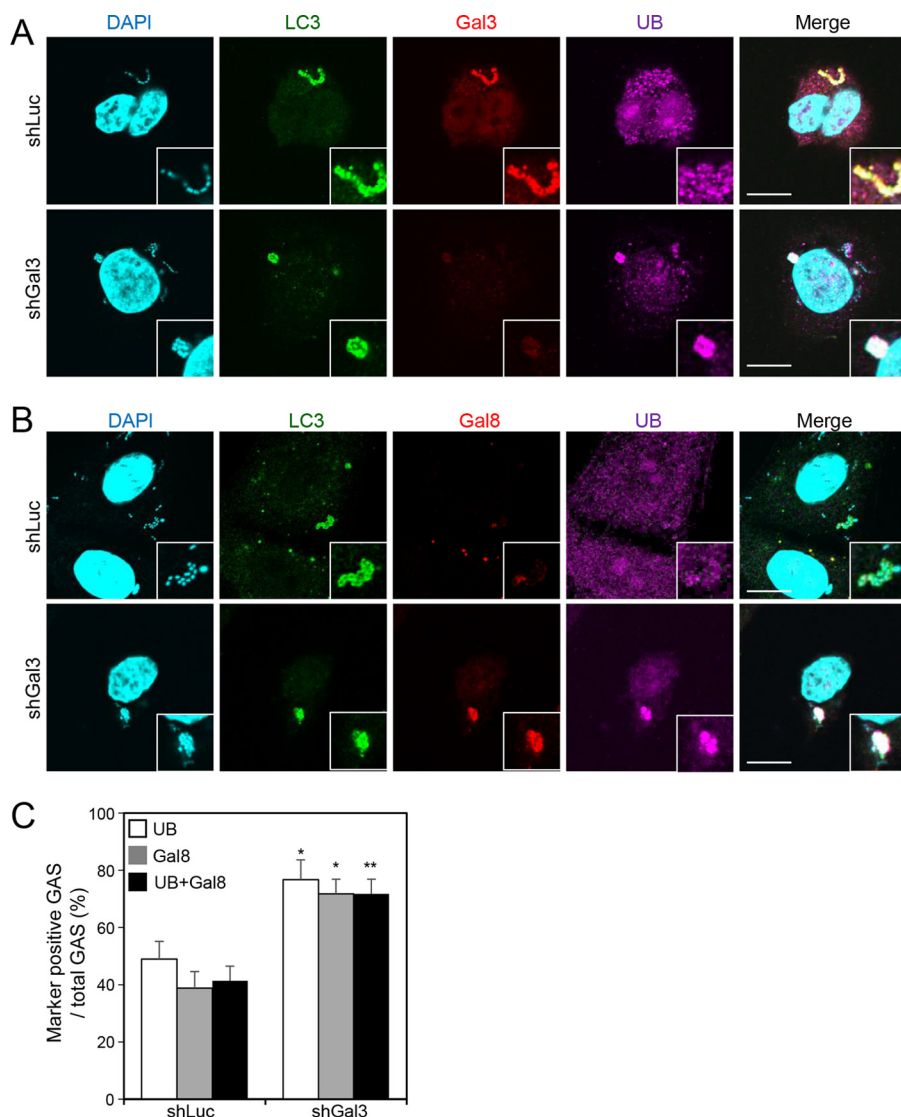 A
DAPI LC3 Gal3 UB Merge
shLuc
shGal3
B
DAPI LC3 Gal8 UB Merge
shLuc
shGal3
C
Marker positive GAS
/ total GAS (%)
100
80
60
40
20
0
UB
Gal8
UB+Gal8
* * **
shLuc shGal3